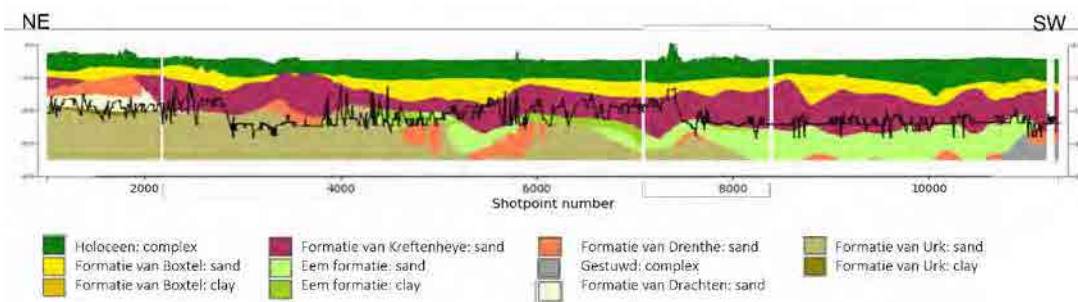 NE
SW
2000 4000 6000 8000 10000
Shotpoint number
Holoceen: complex
Formatie van Kreftenheye: sand
Formatie van Drenthe: sand
Formatie van Urk: sand
Formatie van Boxtel: sand
Eem formatie: sand
Gestuwd: complex
Formatie van Urk: clay
Formatie van Boxtel: clay
Eem formatie: clay
Formatie van Drachten: sand